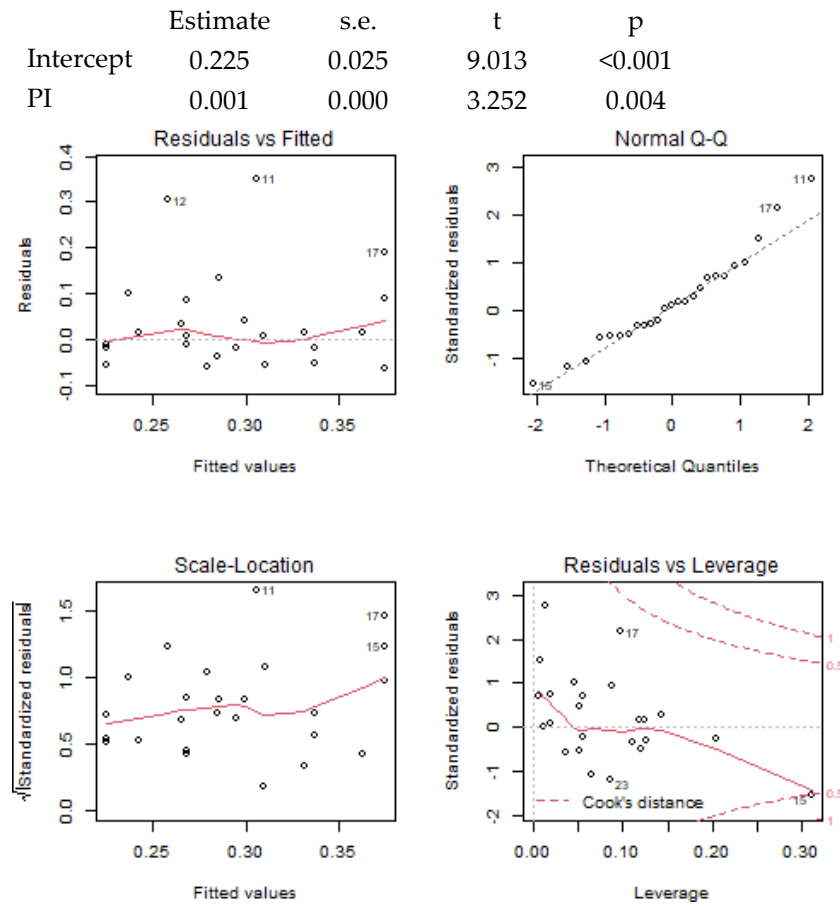 Estimate s.e. t p
Intercept 0.225 0.025 9.013 <0.001
PI 0.001 0.000 3.252 0.004
Residuals vs Fitted
Residuals
-0.1 0.0 0.1 0.2 0.3 0.4
12 11 17
0.25 0.30 0.35
Fitted values
Normal Q-Q
Standardized residuals
-1 0 1 2 3
11
17
15
-2 -1 0 1 2
Theoretical Quantiles
Scale-Location
√|Standardized residuals|
0.0 0.5 1.0 1.5
11
17
15
0.25 0.30 0.35
Fitted values
Residuals vs Leverage
Standardized residuals
-2 -1 0 1 2 3
17
1
0.5
23
15
Cook's distance
0.5
1
0.00 0.10 0.20 0.30
Leverage